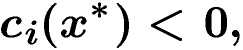 c_i(x^*) < 0,